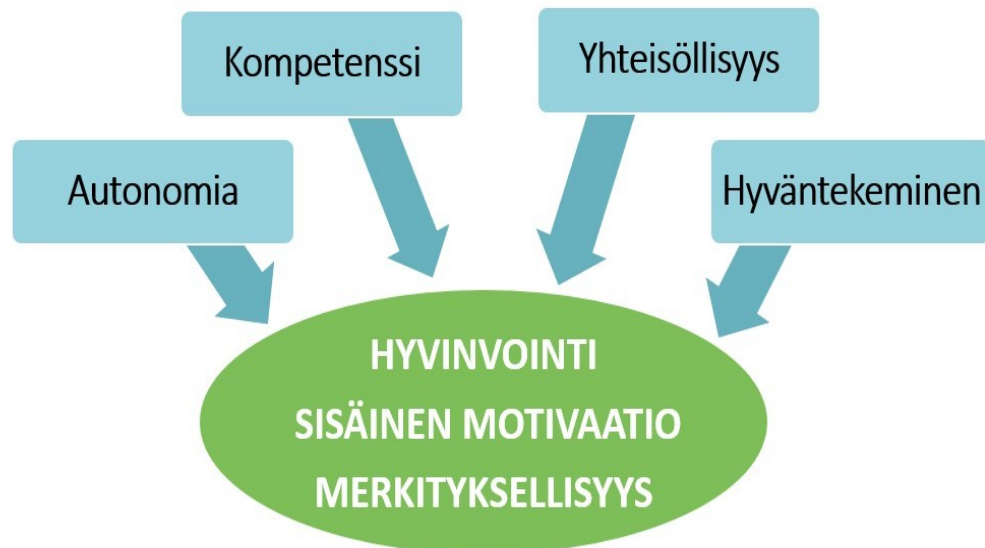 Kompetenssi
Yhteisöllisyys
Autonomia
Hyväntekeminen
HYVINVOINTI
SISÄINEN MOTIVAATIO
MERKITYKSELLISYYS